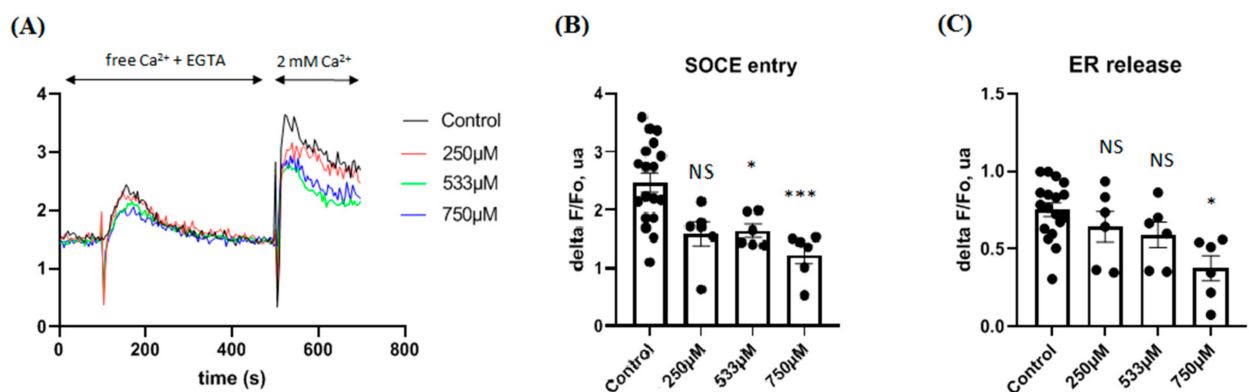 (A)
free Ca²⁺ + EGTA
2 mM Ca²⁺
4
3
2
1
0
0
200
400
600
800
time (s)
Control
250µM
533µM
750µM
(B)
SOCE entry
delta F/Fo, ua
4
3
2
1
0
NS
*
***
Control
250µM
533µM
750µM
(C)
ER release
delta F/Fo, ua
1.5
1.0
0.5
0.0
NS
NS
*
Control
250µM
533µM
750µM